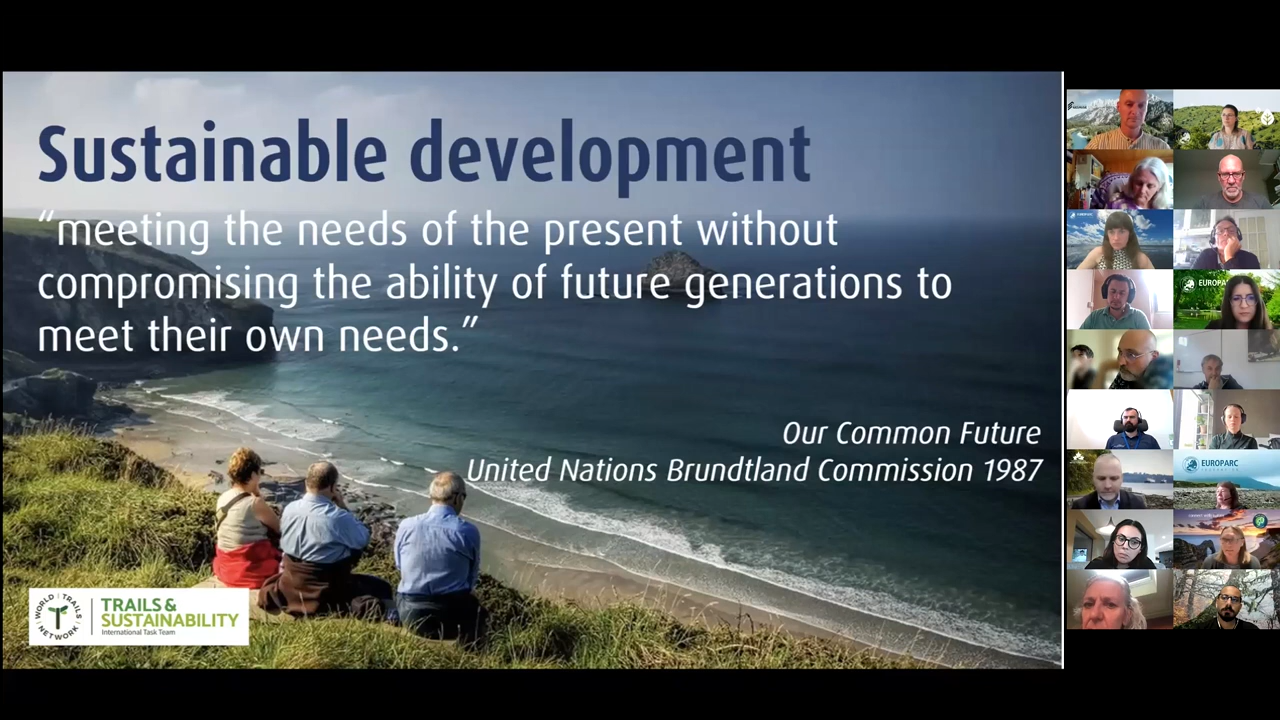 Sustainable development
“meeting the needs of the present without
compromising the ability of future generations to
meet their own needs.”
Our Common Future
United Nations Brundtland Commission 1987
WORLD TRAILS NETWORK
TRAILS &
SUSTAINABILITY
International Task Team
EUROPARC
EUROPARC
EUROPARC